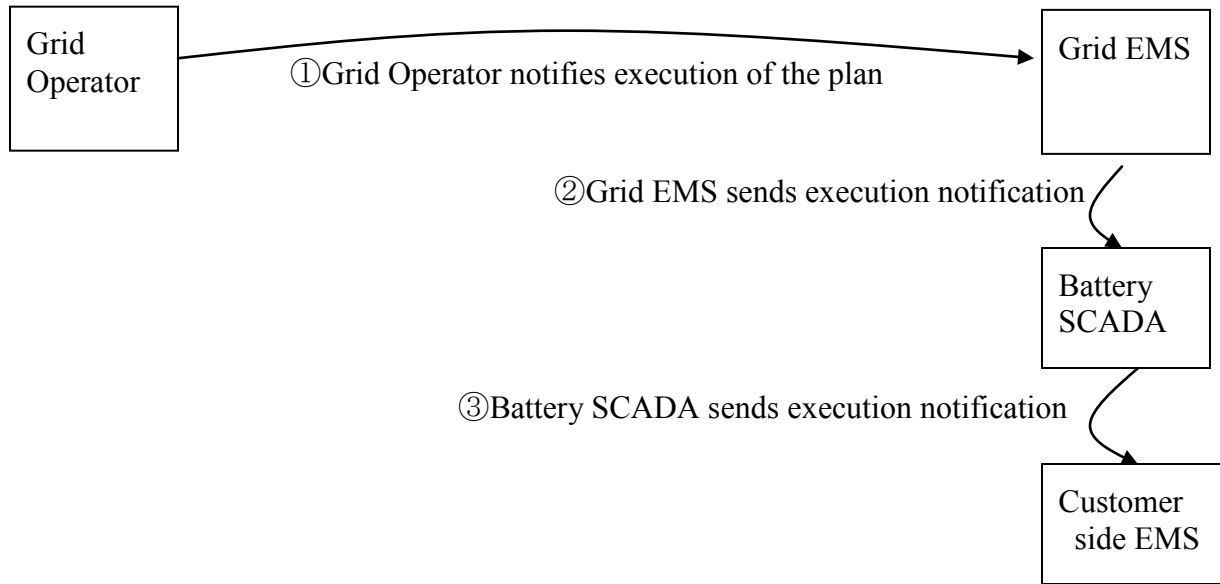 Grid
Operator
①Grid Operator notifies execution of the plan
Grid EMS
②Grid EMS sends execution notification
Battery
SCADA
③Battery SCADA sends execution notification
Customer
side EMS